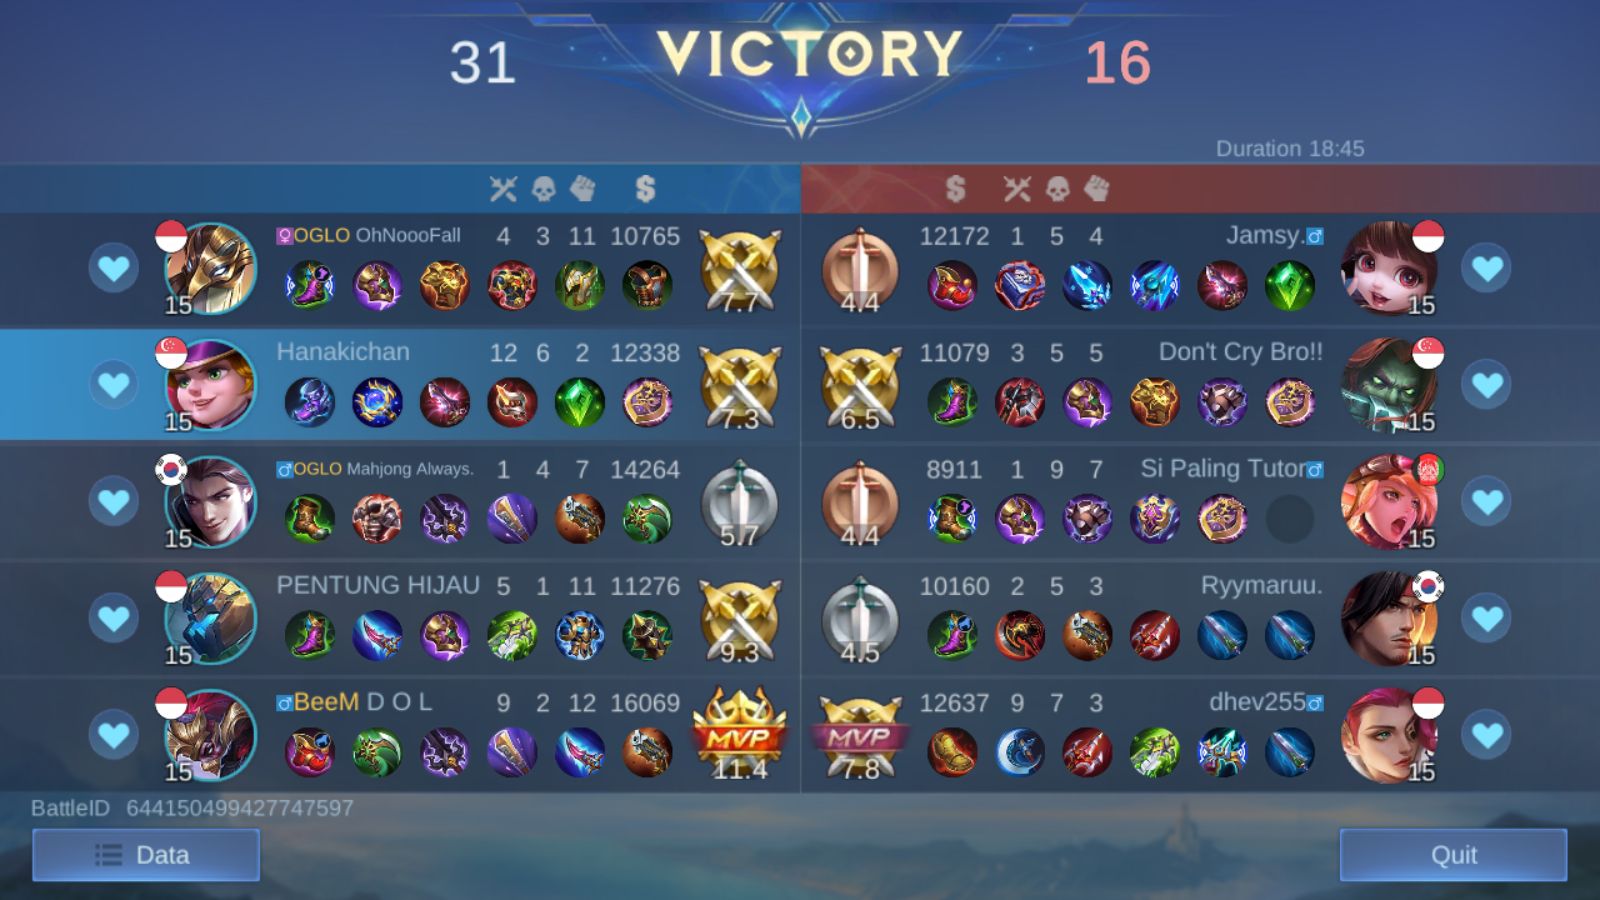 31 VICTORY 16
Duration 18:45
OGLO OhNoooFall 4 3 11 10765
15 7.7
12172 1 5 4 Jamsy.
4.4 15
Hanakichan 12 6 2 12338
15 7.3
11079 3 5 5 Don't Cry Bro!!
6.5 15
OGLO Mahjong Always. 1 4 7 14264
15 5.7
8911 1 9 7 Si Paling Tutor
4.4 15
PENTUNG HIJAU 5 1 11 11276
15 9.3
10160 2 5 3 Ryymaruu.
4.5 15
BeeM D O L 9 2 12 16069
15 MVP 11.4
12637 9 7 3 dhev255
MVP 7.8 15
BattleID 644150499427747597
Data
Quit